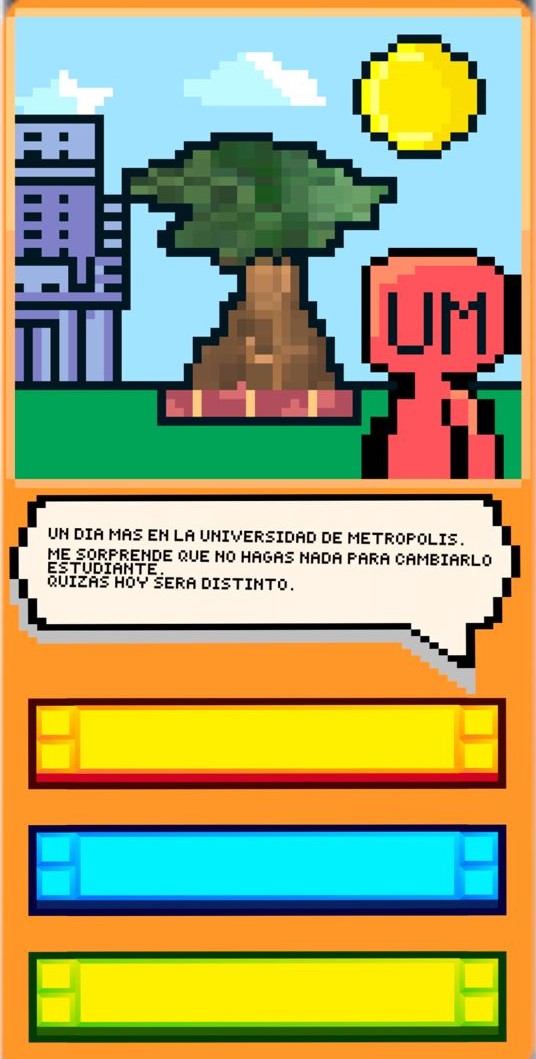 UM
UN DIA MAS EN LA UNIVERSIDAD DE METROPOLIS.
ME SORPRENDE QUE NO HAGAS NADA PARA CAMBIARLO
ESTUDIANTE.
QUIZAS HOY SERA DISTINTO.